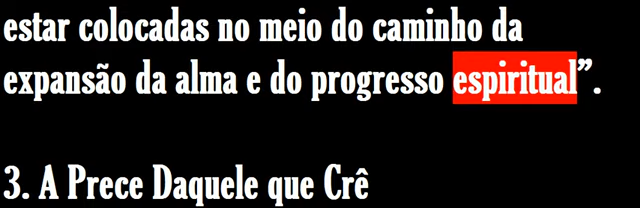 estar colocadas no meio do caminho da
expansão da alma e do progresso espiritual”.
3. A Prece Daquele que Crê